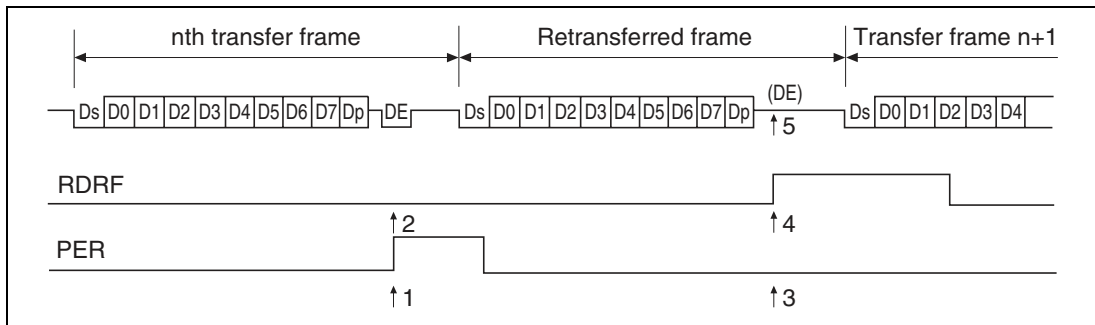 nth transfer frame Retransferred frame Transfer frame n+1
(DE)
Ds D0 D1 D2 D3 D4 D5 D6 D7 Dp DE Ds D0 D1 D2 D3 D4 D5 D6 D7 Dp Ds D0 D1 D2 D3 D4
5
RDRF
2 4
PER
1 3